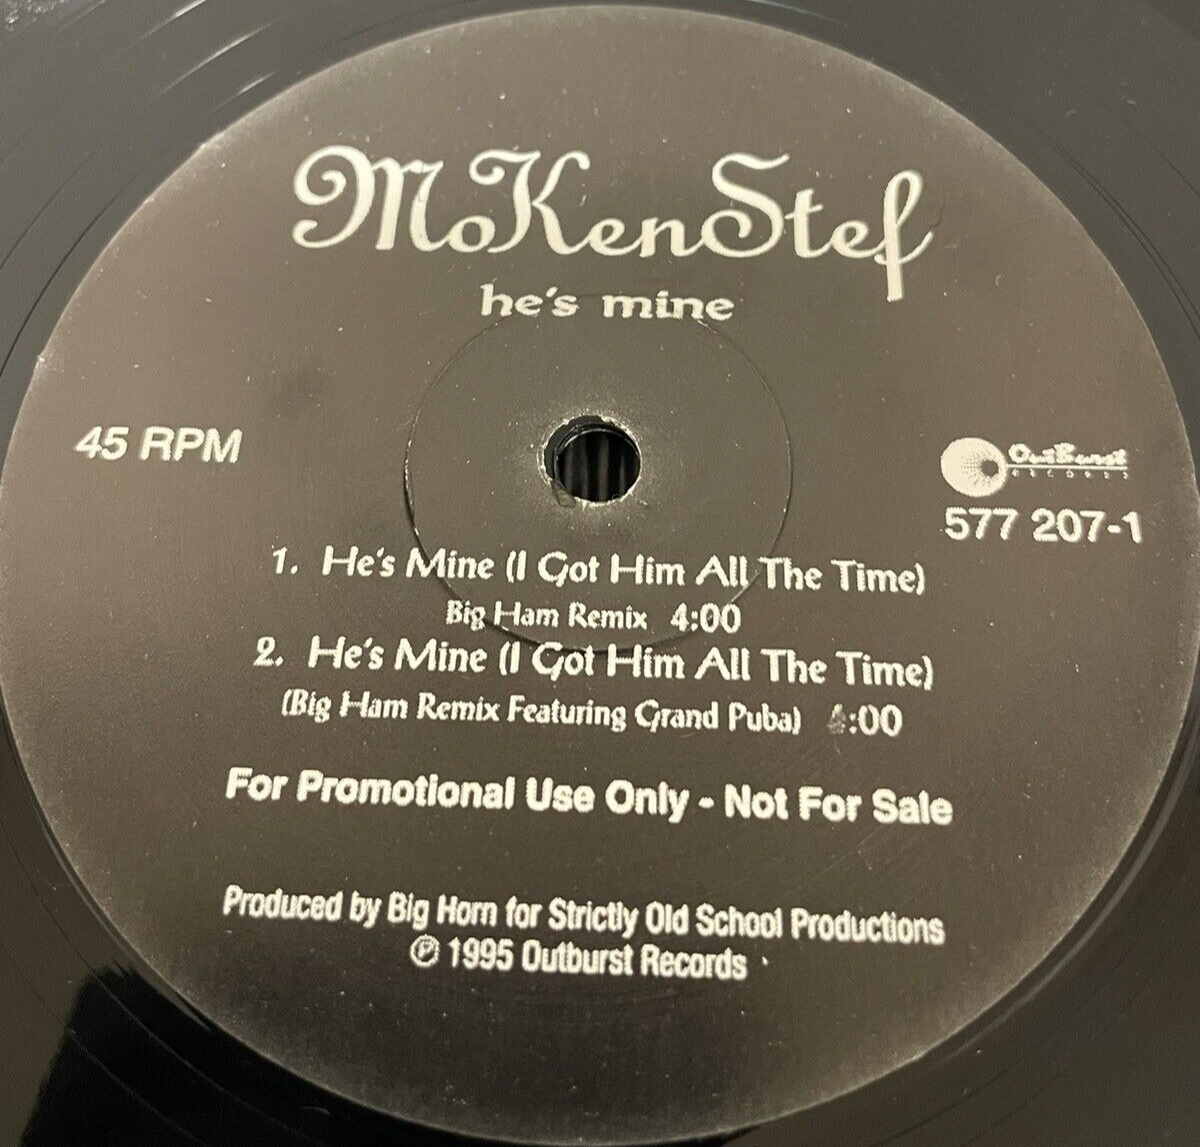 MoKenStef
he's mine
45 RPM
OutBurst
RECORDS
577 207-1
1. He's Mine (I Got Him All The Time)
Big Ham Remix 4:00
2. He's Mine (I Got Him All The Time)
(Big Ham Remix Featuring Grand Puba) 4:00
For Promotional Use Only - Not For Sale
Produced by Big Horn for Strictly Old School Productions
℗ 1995 Outburst Records